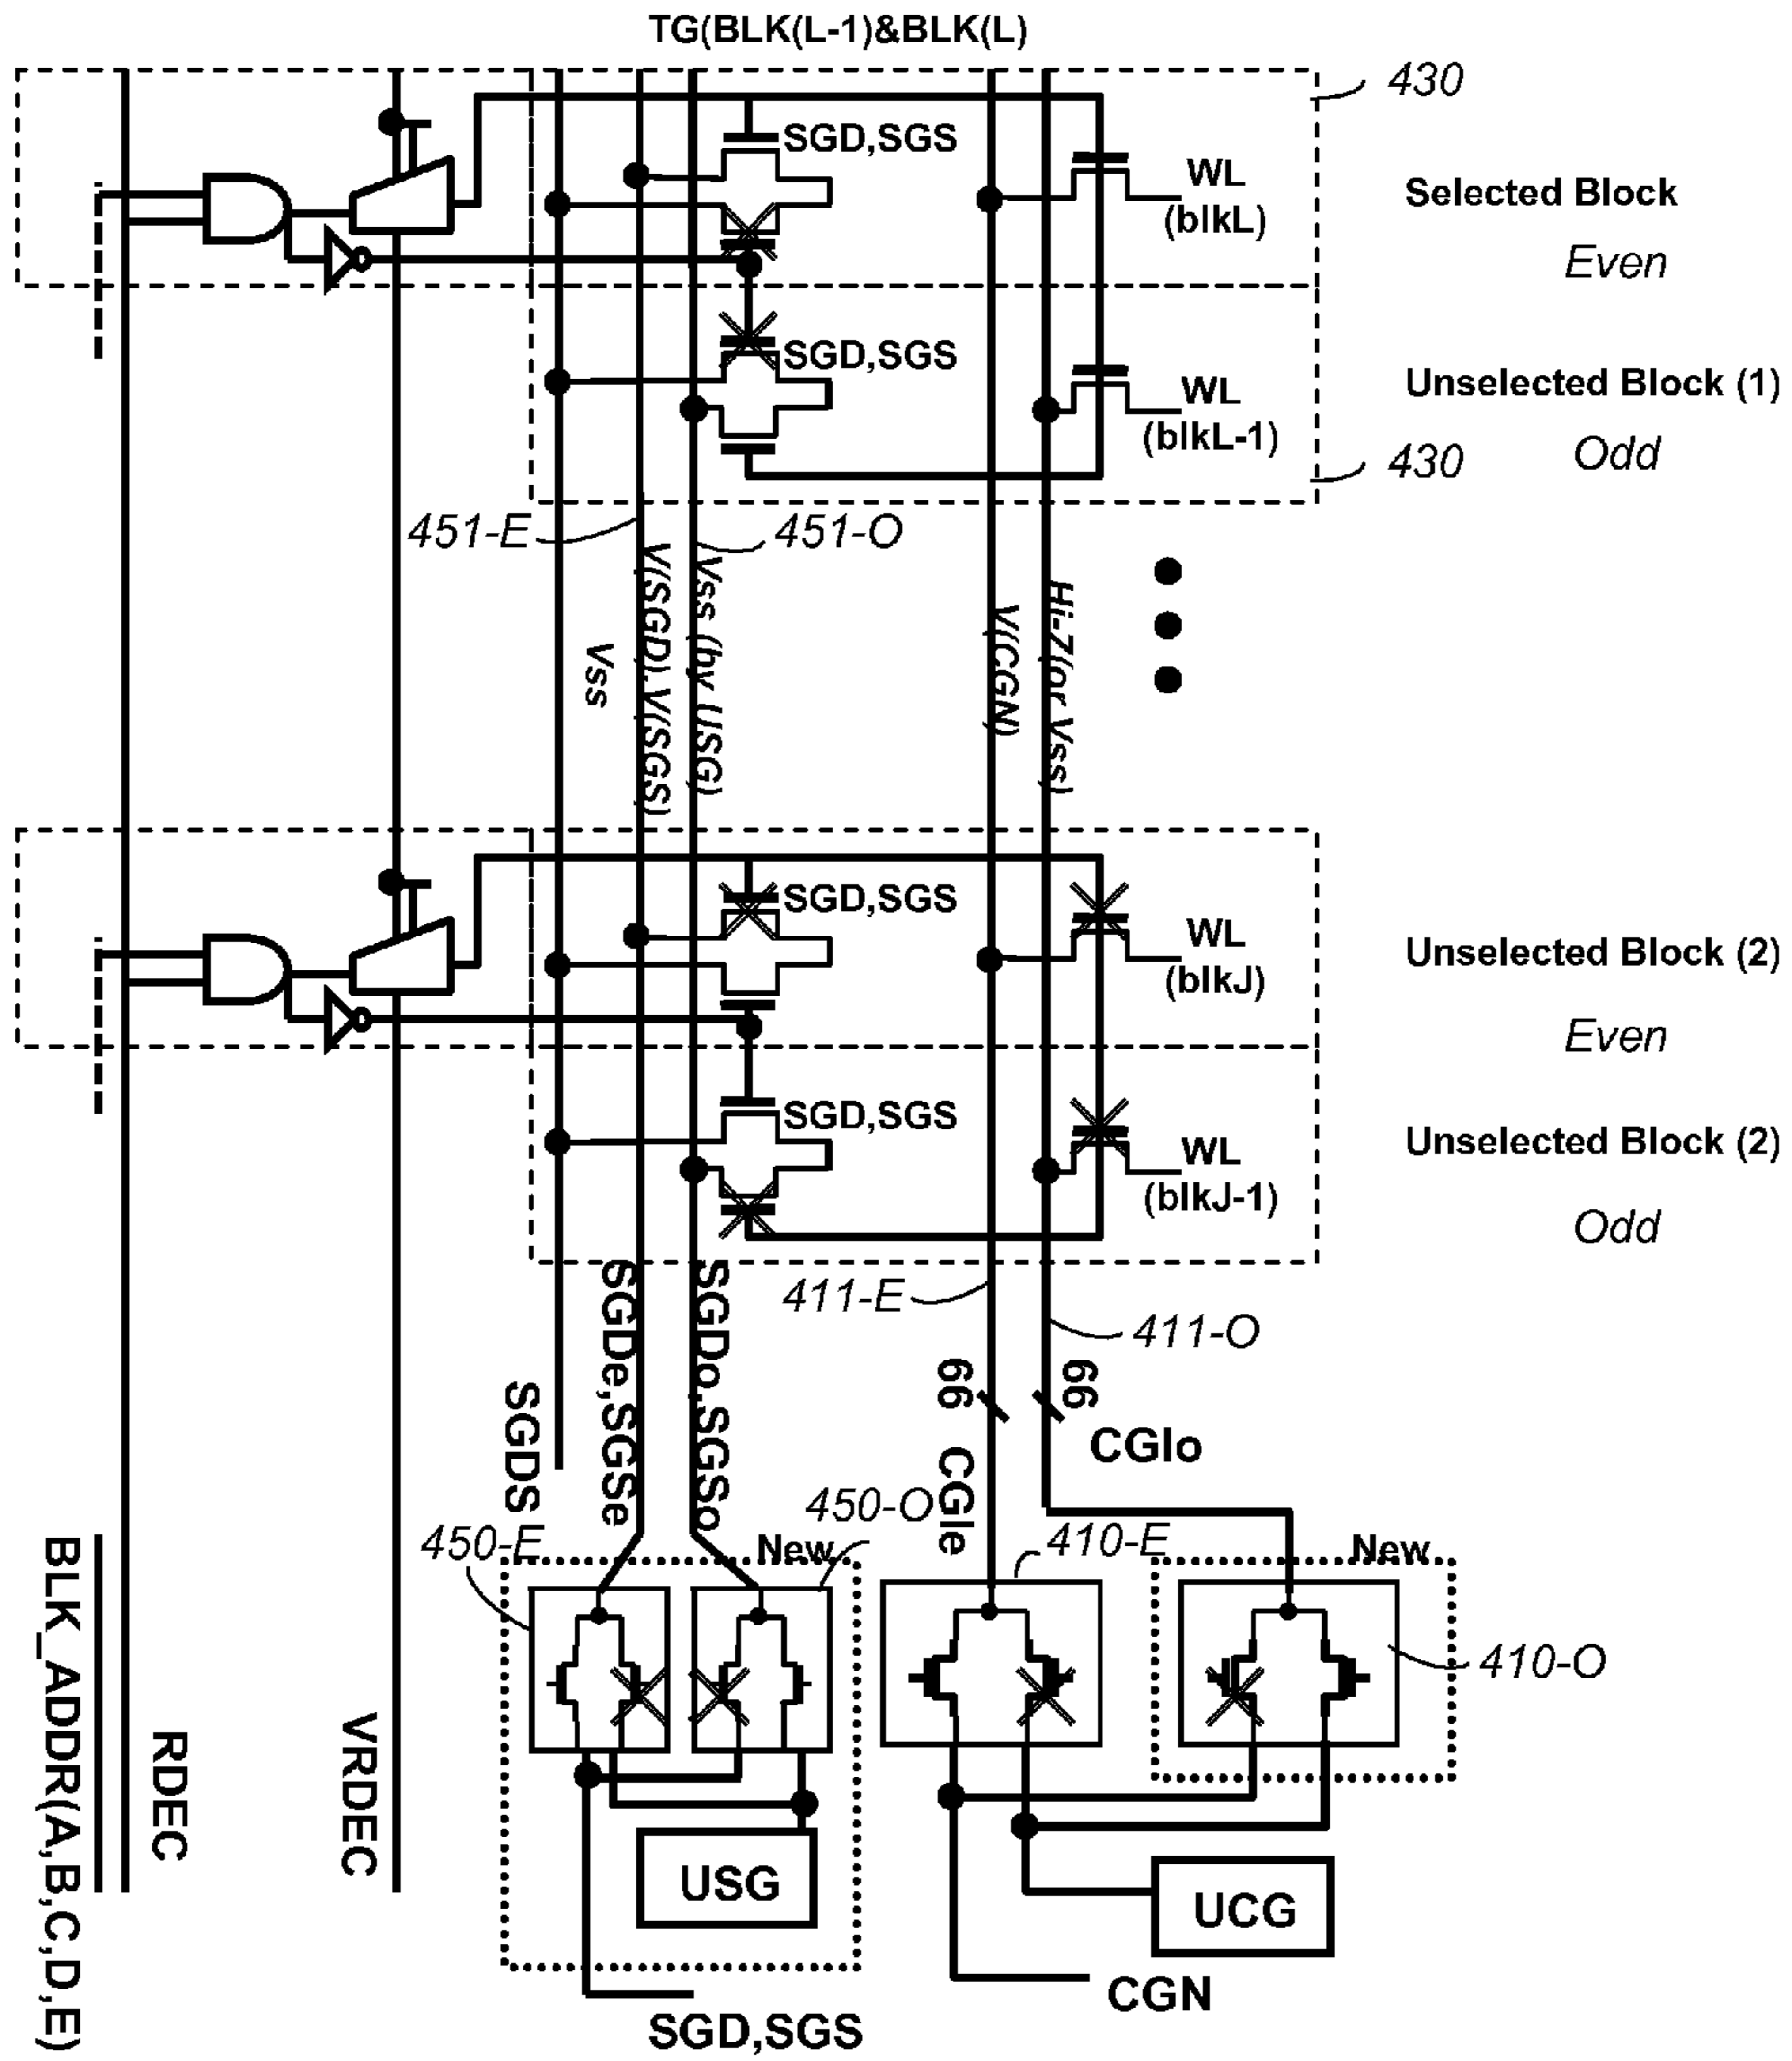 TG(BLK(L-1)&BLK(L)
430
SGD,SGS
WL
(blkL)
Selected Block
Even
SGD,SGS
WL
(blkL-1)
Unselected Block (1)
Odd
430
451-E
451-O
Vss
V(SGD),V(SGS)
Vss (by USG)
V(CGN)
Hi-Z(or Vss)
SGD,SGS
WL
(blkJ)
Unselected Block (2)
Even
SGD,SGS
WL
(blkJ-1)
Unselected Block (2)
Odd
411-E
411-O
SGDS
SGDe,SGSe
SGDo,SGSo
66
66
CGIe
CGIo
450-E
450-O
New
410-E
New
410-O
BLK_ADDR(A,B,C,D,E)
RDEC
VRDEC
USG
UCG
CGN
SGD,SGS